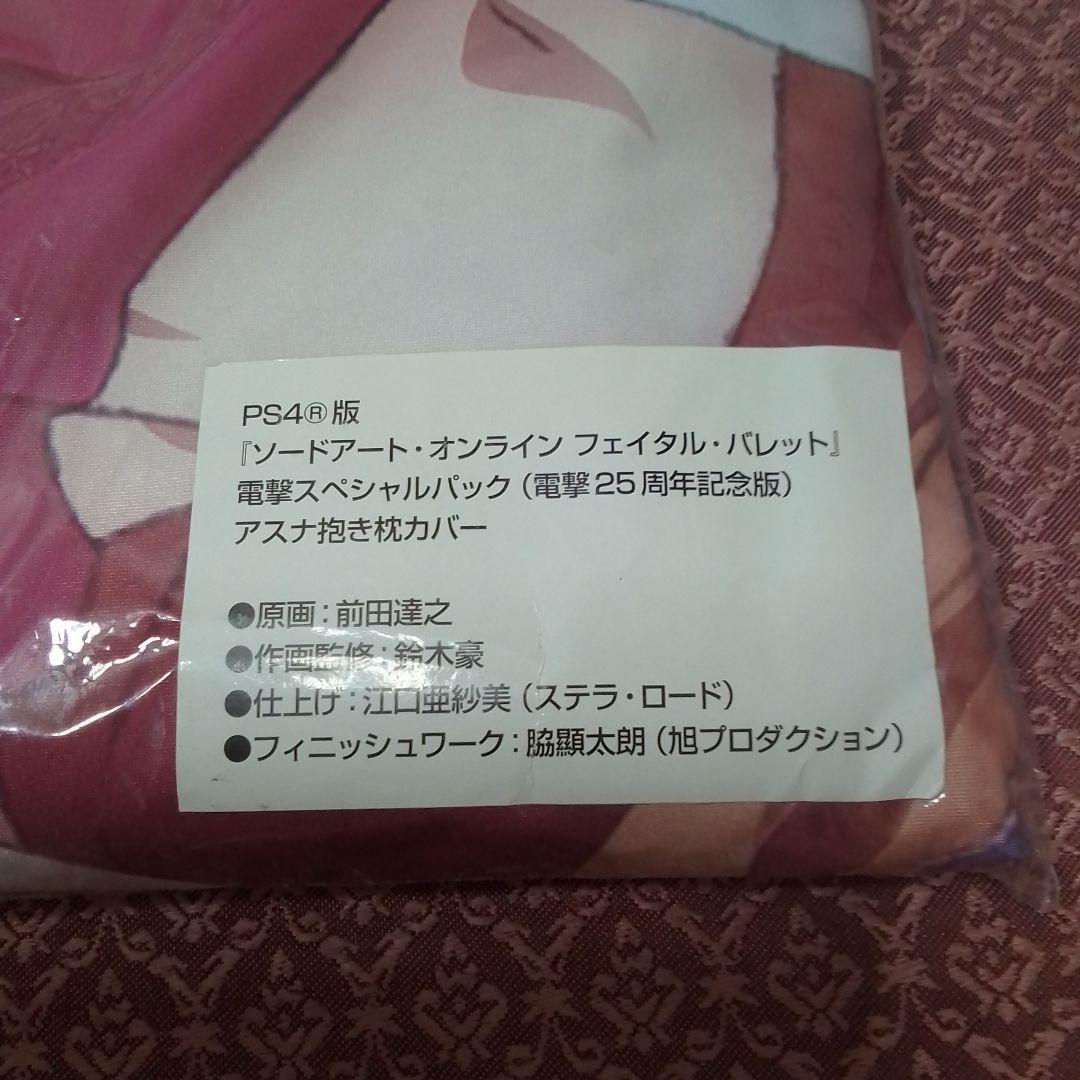 PS4®版
『ソードアート・オンライン フェイタル・バレット』
電撃スペシャルパック（電撃25周年記念版）
アスナ抱き枕カバー
●原画：前田達之
●作画監修：鈴木豪
●仕上げ：江口亜紗美（ステラ・ロード）
●フィニッシュワーク：脇顯太朗（旭プロダクション）